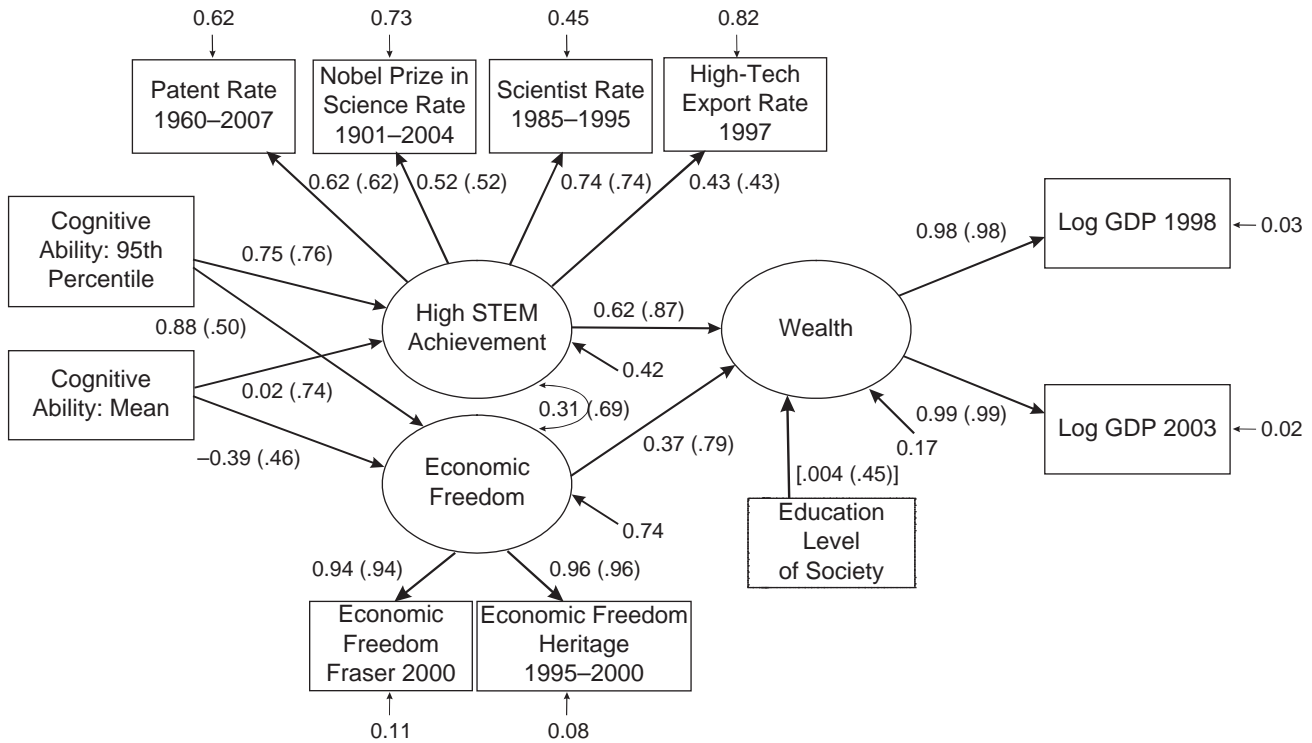 0.62
0.73
0.45
0.82
Patent Rate
1960–2007
Nobel Prize in
Science Rate
1901–2004
Scientist Rate
1985–1995
High-Tech
Export Rate
1997
0.62 (.62)
0.52 (.52)
0.74 (.74)
0.43 (.43)
Cognitive
Ability: 95th
Percentile
0.75 (.76)
0.88 (.50)
Cognitive
Ability: Mean
0.02 (.74)
–0.39 (.46)
High STEM
Achievement
0.62 (.87)
0.42
0.31 (.69)
Economic
Freedom
0.37 (.79)
0.74
Wealth
0.98 (.98)
Log GDP 1998
0.03
0.99 (.99)
0.17
Log GDP 2003
0.02
[.004 (.45)]
Education
Level
of Society
0.94 (.94)
0.96 (.96)
Economic
Freedom
Fraser 2000
Economic Freedom
Heritage
1995–2000
0.11
0.08